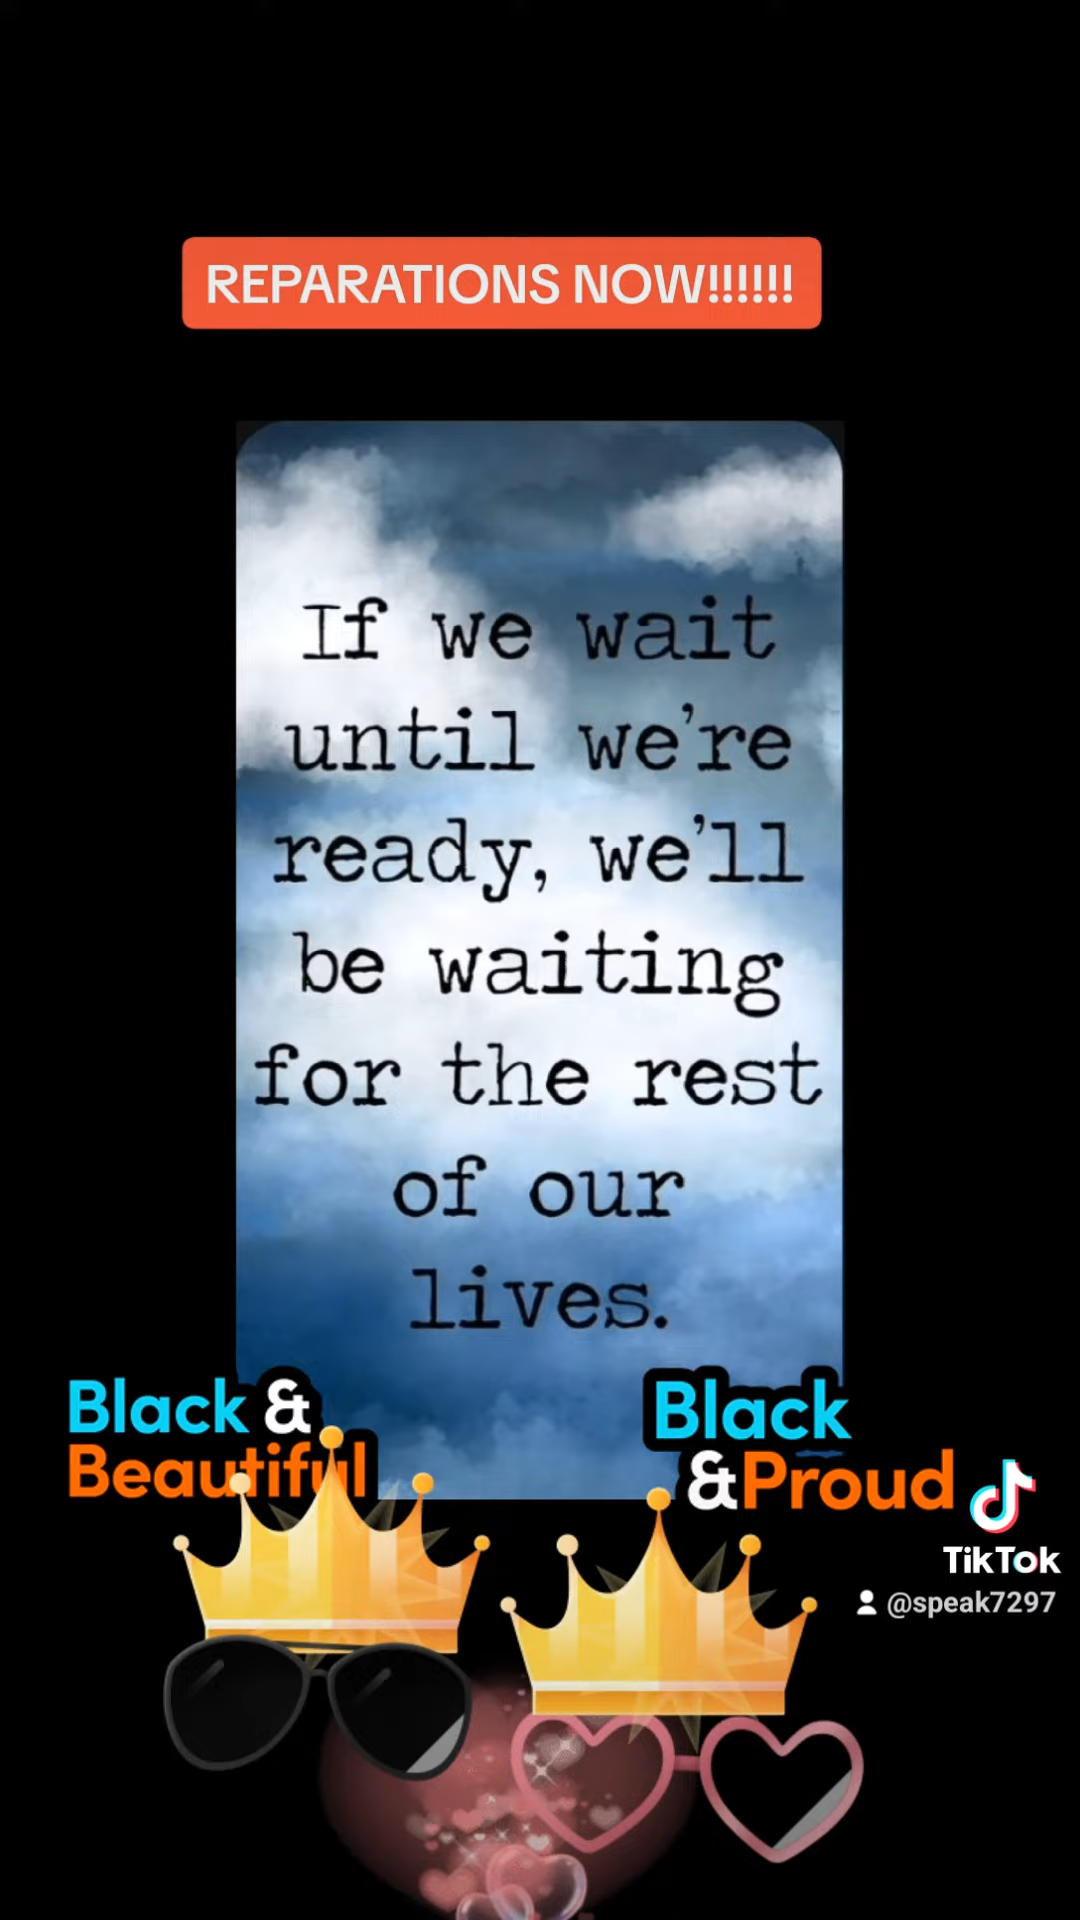 REPARATIONS NOW!!!!!!
If we wait
until we're
ready, we'll
be waiting
for the rest
of our
lives.
Black &
Beautiful
Black
&Proud
TikTok
@speak7297